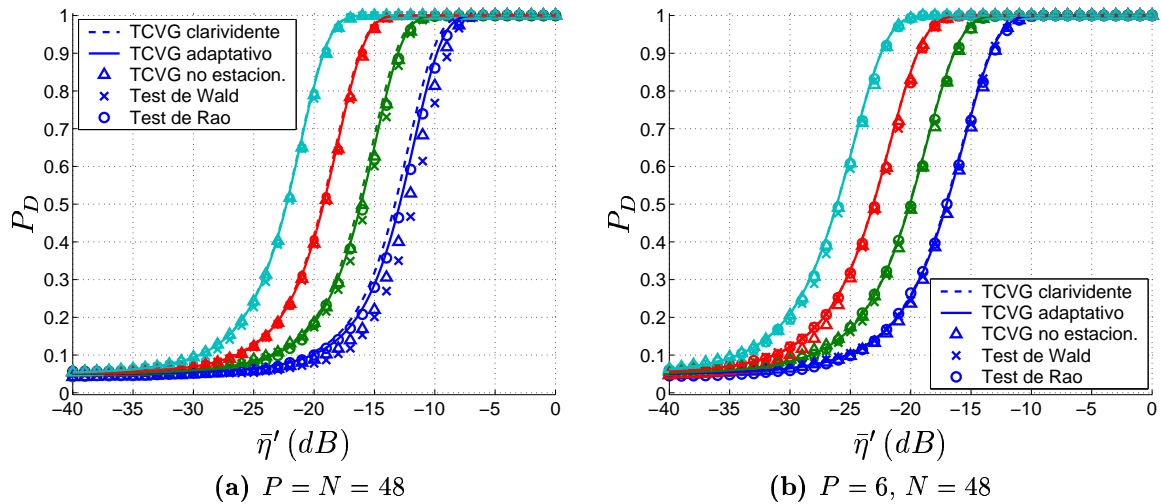 1
0.9
0.8
0.7
0.6
0.5
0.4
0.3
0.2
0.1
0
P_D
−40 −35 −30 −25 −20 −15 −10 −5 0
η̄′ (dB)
TCVG clarividente
TCVG adaptativo
TCVG no estacion.
Test de Wald
Test de Rao
(a) P = N = 48
1
0.9
0.8
0.7
0.6
0.5
0.4
0.3
0.2
0.1
0
P_D
−40 −35 −30 −25 −20 −15 −10 −5 0
η̄′ (dB)
TCVG clarividente
TCVG adaptativo
TCVG no estacion.
Test de Wald
Test de Rao
(b) P = 6, N = 48